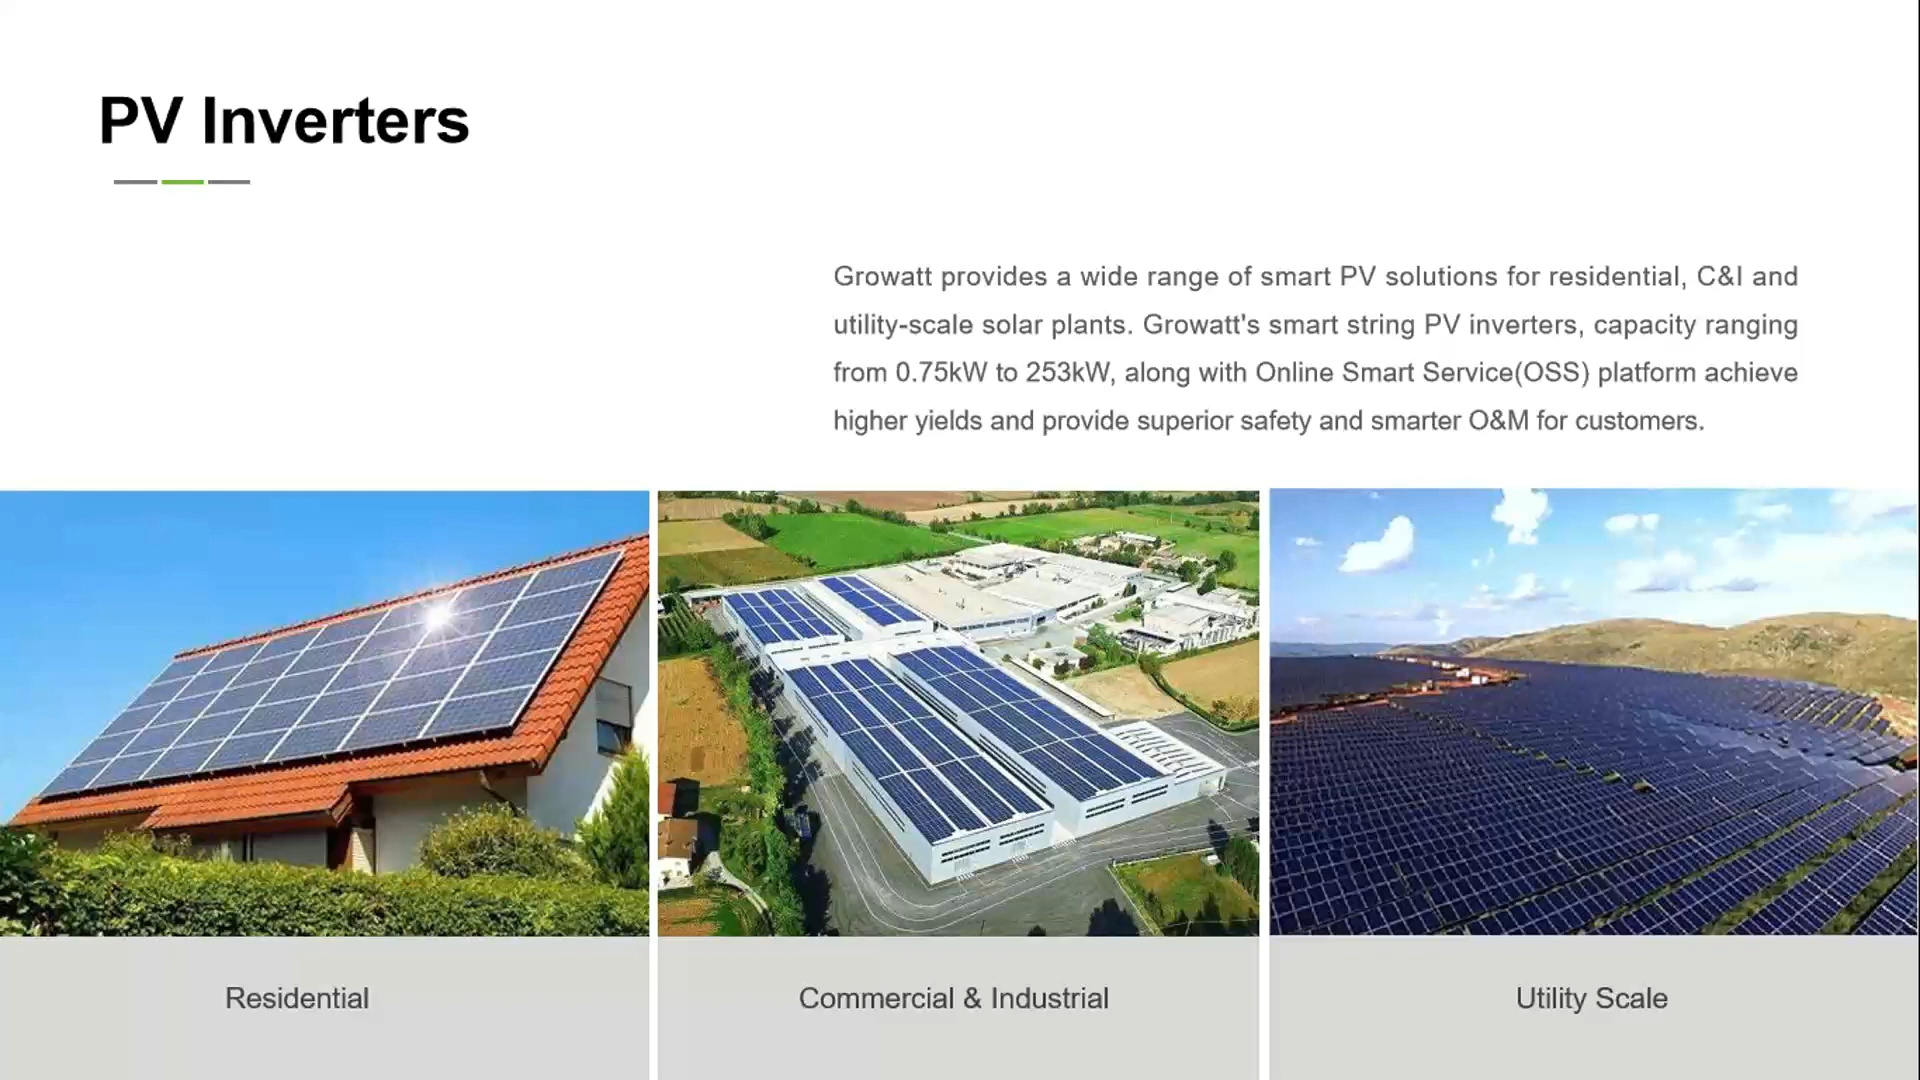 PV Inverters
Growatt provides a wide range of smart PV solutions for residential, C&I and
utility-scale solar plants. Growatt's smart string PV inverters, capacity ranging
from 0.75kW to 253kW, along with Online Smart Service(OSS) platform achieve
higher yields and provide superior safety and smarter O&M for customers.
Residential
Commercial & Industrial
Utility Scale